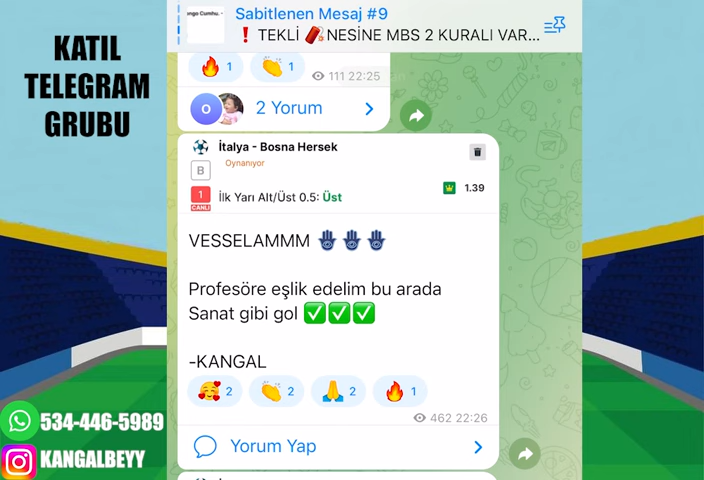 KATIL
TELEGRAM
GRUBU
534-446-5989
KANGALBEYY
Sabitlenen Mesaj #9
❗ TEKLİ 🧧NESİNE MBS 2 KURALI VAR...
🔥 1 👏 1
111 22:25
O
2 Yorum
İtalya - Bosna Hersek
Oynanıyor
B
1
CANLI
İlk Yarı Alt/Üst 0.5: Üst
1.39
VESSELAMMM 🪬🪬🪬
Profesöre eşlik edelim bu arada
Sanat gibi gol ✅✅✅
-KANGAL
🥰 2 👏 2 🙏 2 🔥 1
462 22:26
Yorum Yap